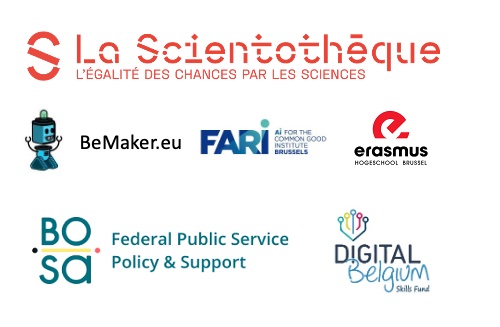 La Scientothēque
L'ÉGALITÉ DES CHANCES PAR LES SCIENCES
BeMaker.eu
FARI
AI FOR THE
COMMON GOOD
INSTITUTE
BRUSSELS
erasmus
HOGESCHOOL BRUSSEL
BO
SA
Federal Public Service
Policy & Support
DIGITAL
Belgium
Skills Fund